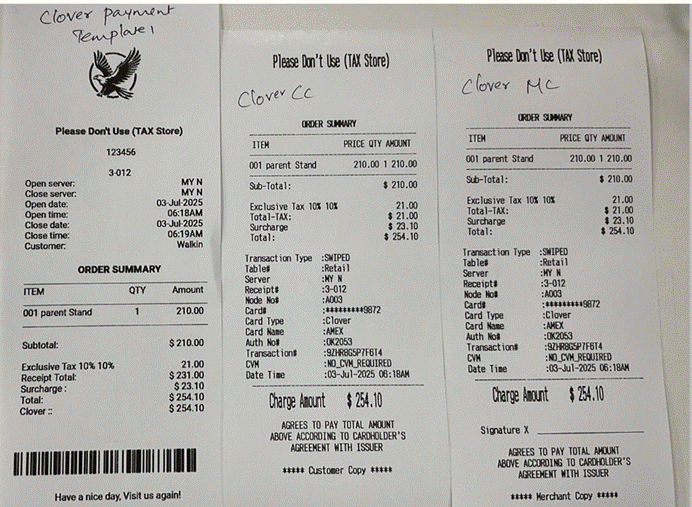 Clover Payment
Template 1
Please Don't Use (TAX Store)
123456
3-012
Open server: MY N
Close server: MY N
Open date: 03-Jul-2025
Open time: 06:18AM
Close date: 03-Jul-2025
Close time: 06:19AM
Customer: Walkin
ORDER SUMMARY
ITEM QTY Amount
001 parent Stand 1 210.00
Subtotal: $ 210.00
Exclusive Tax 10% 10% 21.00
Receipt Total: $ 231.00
Surcharge : $ 23.10
Total: $ 254.10
Clover :: $ 254.10
Have a nice day, Visit us again!
Please Don't Use (TAX Store)
Clover CC
ORDER SUMMARY
ITEM PRICE QTY AMOUNT
001 parent Stand 210.00 1 210.00
Sub-Total: $ 210.00
Exclusive Tax 10% 10% 21.00
Total-TAX: $ 21.00
Surcharge $ 23.10
Total: $ 254.10
Transaction Type :SWIPED
Table# :Retail
Server :MY N
Receipt# :3-012
Node No# :A003
Card# :*********9872
Card Type :Clover
Card Name :AMEX
Auth No# :OK2053
Transaction# :9ZHR8G5P7F6T4
CVM :NO_CVM_REQUIRED
Date Time :03-Jul-2025 06:18AM
Charge Amount $ 254.10
AGREES TO PAY TOTAL AMOUNT
ABOVE ACCORDING TO CARDHOLDER'S
AGREEMENT WITH ISSUER
***** Customer Copy *****
Please Don't Use (TAX Store)
Clover MC
ORDER SUMMARY
ITEM PRICE QTY AMOUNT
001 parent Stand 210.00 1 210.00
Sub-Total: $ 210.00
Exclusive Tax 10% 10% 21.00
Total-TAX: $ 21.00
Surcharge $ 23.10
Total: $ 254.10
Transaction Type :SWIPED
Table# :Retail
Server :MY N
Receipt# :3-012
Node No# :A003
Card# :*********9872
Card Type :Clover
Card Name :AMEX
Auth No# :OK2053
Transaction# :9ZHR8G5P7F6T4
CVM :NO_CVM_REQUIRED
Date Time :03-Jul-2025 06:18AM
Charge Amount $ 254.10
Signature X
AGREES TO PAY TOTAL AMOUNT
ABOVE ACCORDING TO CARDHOLDER'S
AGREEMENT WITH ISSUER
***** Merchant Copy *****